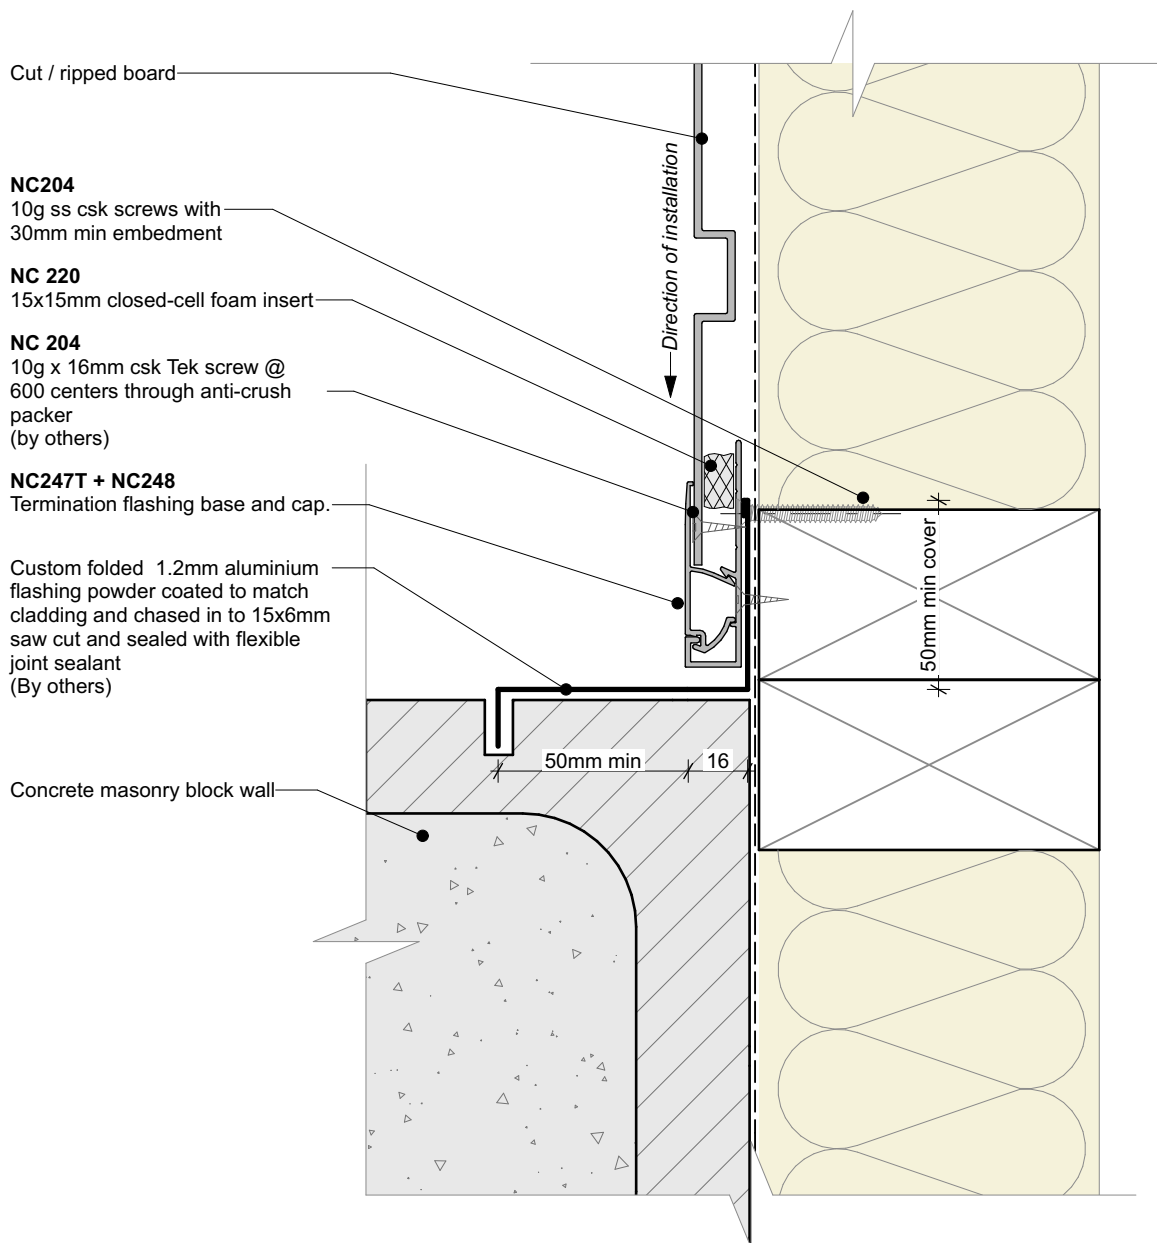 Cut / ripped board
NC204
10g ss csk screws with
30mm min embedment
NC 220
15x15mm closed-cell foam insert
NC 204
10g x 16mm csk Tek screw @
600 centers through anti-crush
packer
(by others)
NC247T + NC248
Termination flashing base and cap.
Custom folded 1.2mm aluminium
flashing powder coated to match
cladding and chased in to 15x6mm
saw cut and sealed with flexible
joint sealant
(By others)
Concrete masonry block wall
Direction of installation
50mm min cover
50mm min
16